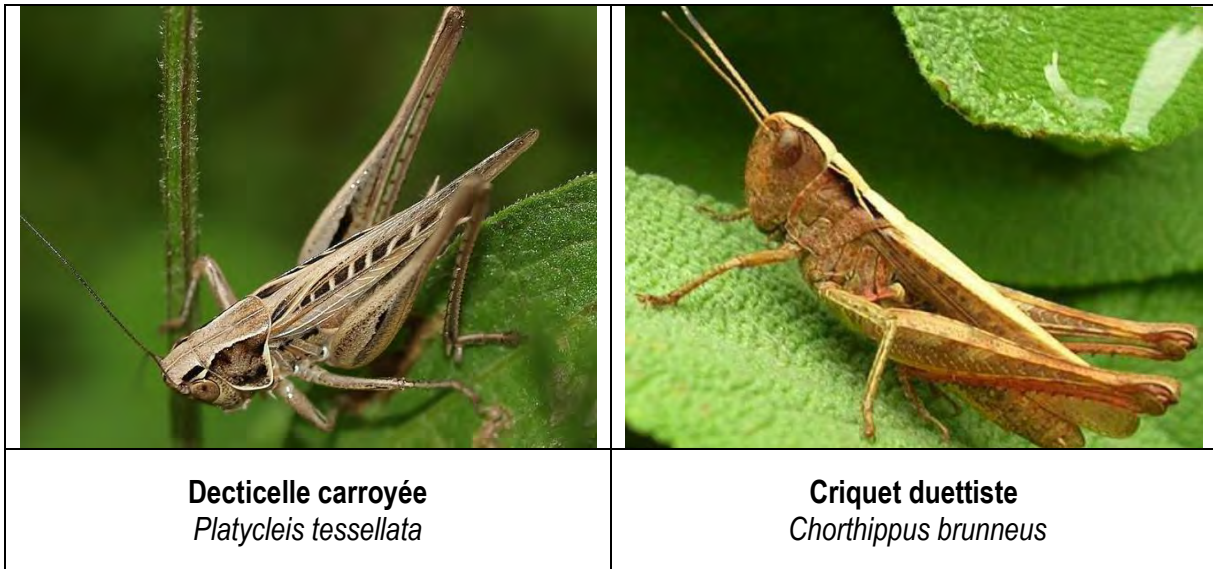 Decticelle carroyée
Platycleis tessellata
Criquet duettiste
Chorthippus brunneus